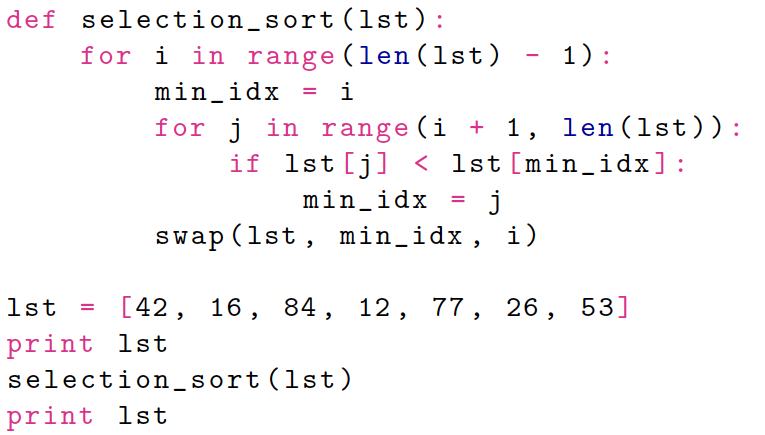 def selection_sort(lst):
    for i in range(len(lst) - 1):
        min_idx = i
        for j in range(i + 1, len(lst)):
            if lst[j] < lst[min_idx]:
                min_idx = j
        swap(lst, min_idx, i)

lst = [42, 16, 84, 12, 77, 26, 53]
print lst
selection_sort(lst)
print lst